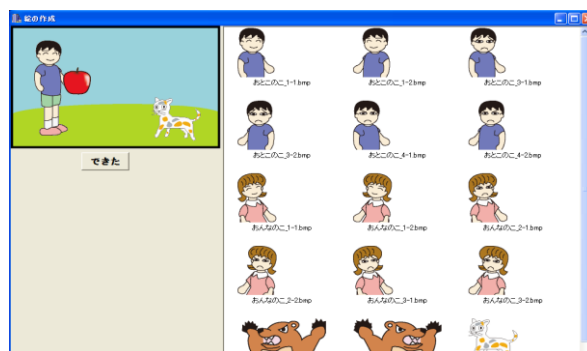 絵の作成
できた
おとこのこ_1-1.bmp
おとこのこ_1-2.bmp
おとこのこ_3-1.bmp
おとこのこ_3-2.bmp
おとこのこ_4-1.bmp
おとこのこ_4-2.bmp
おんなのこ_1-1.bmp
おんなのこ_1-2.bmp
おんなのこ_2-1.bmp
おんなのこ_2-2.bmp
おんなのこ_3-1.bmp
おんなのこ_3-2.bmp